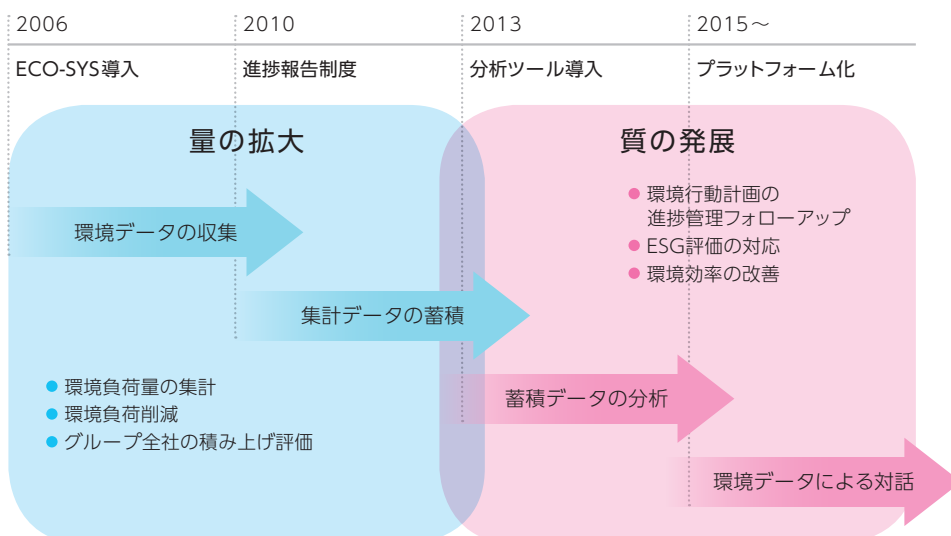 2006
2010
2013
2015～
ECO-SYS導入
進捗報告制度
分析ツール導入
プラットフォーム化
量の拡大
質の発展
環境データの収集
集計データの蓄積
● 環境負荷量の集計
● 環境負荷削減
● グループ全社の積み上げ評価
● 環境行動計画の
進捗管理フォローアップ
● ESG評価の対応
● 環境効率の改善
蓄積データの分析
環境データによる対話